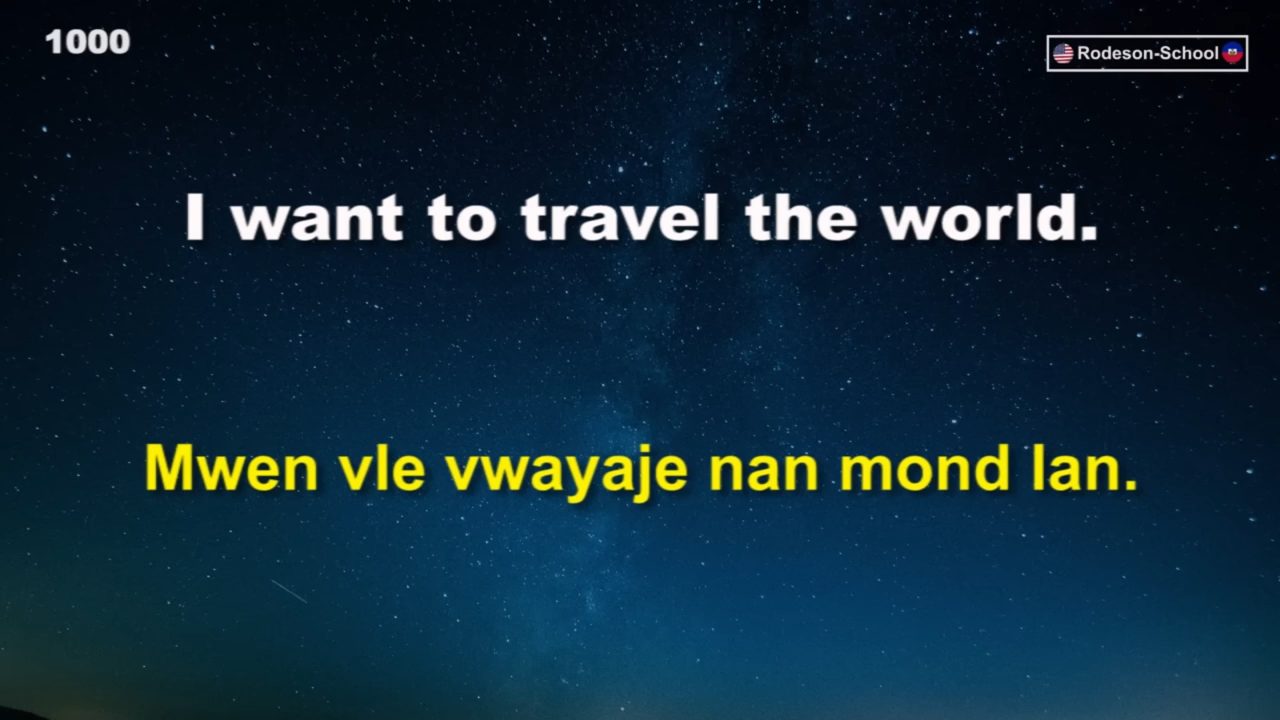 1000
Rodeson-School
I want to travel the world.
Mwen vle vwayaje nan mond lan.